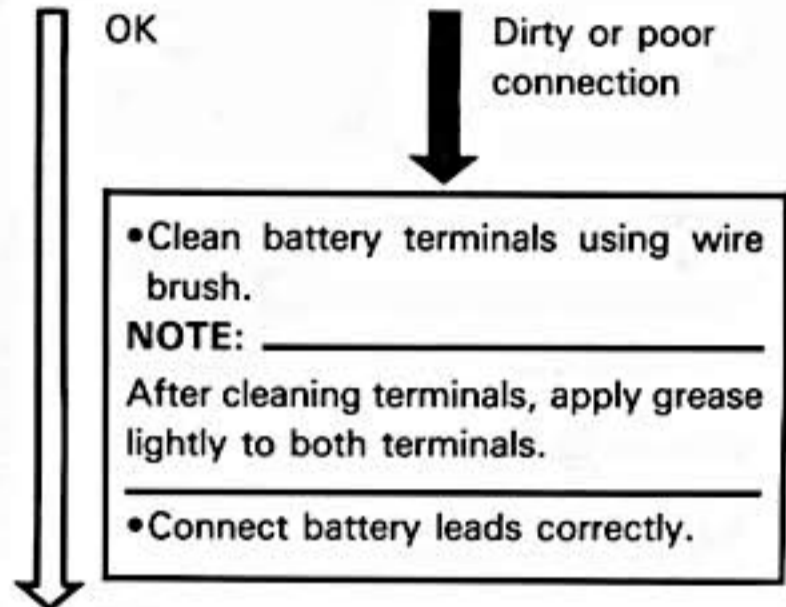 OK
Dirty or poor
connection
•Clean battery terminals using wire
brush.
NOTE:
After cleaning terminals, apply grease
lightly to both terminals.
•Connect battery leads correctly.